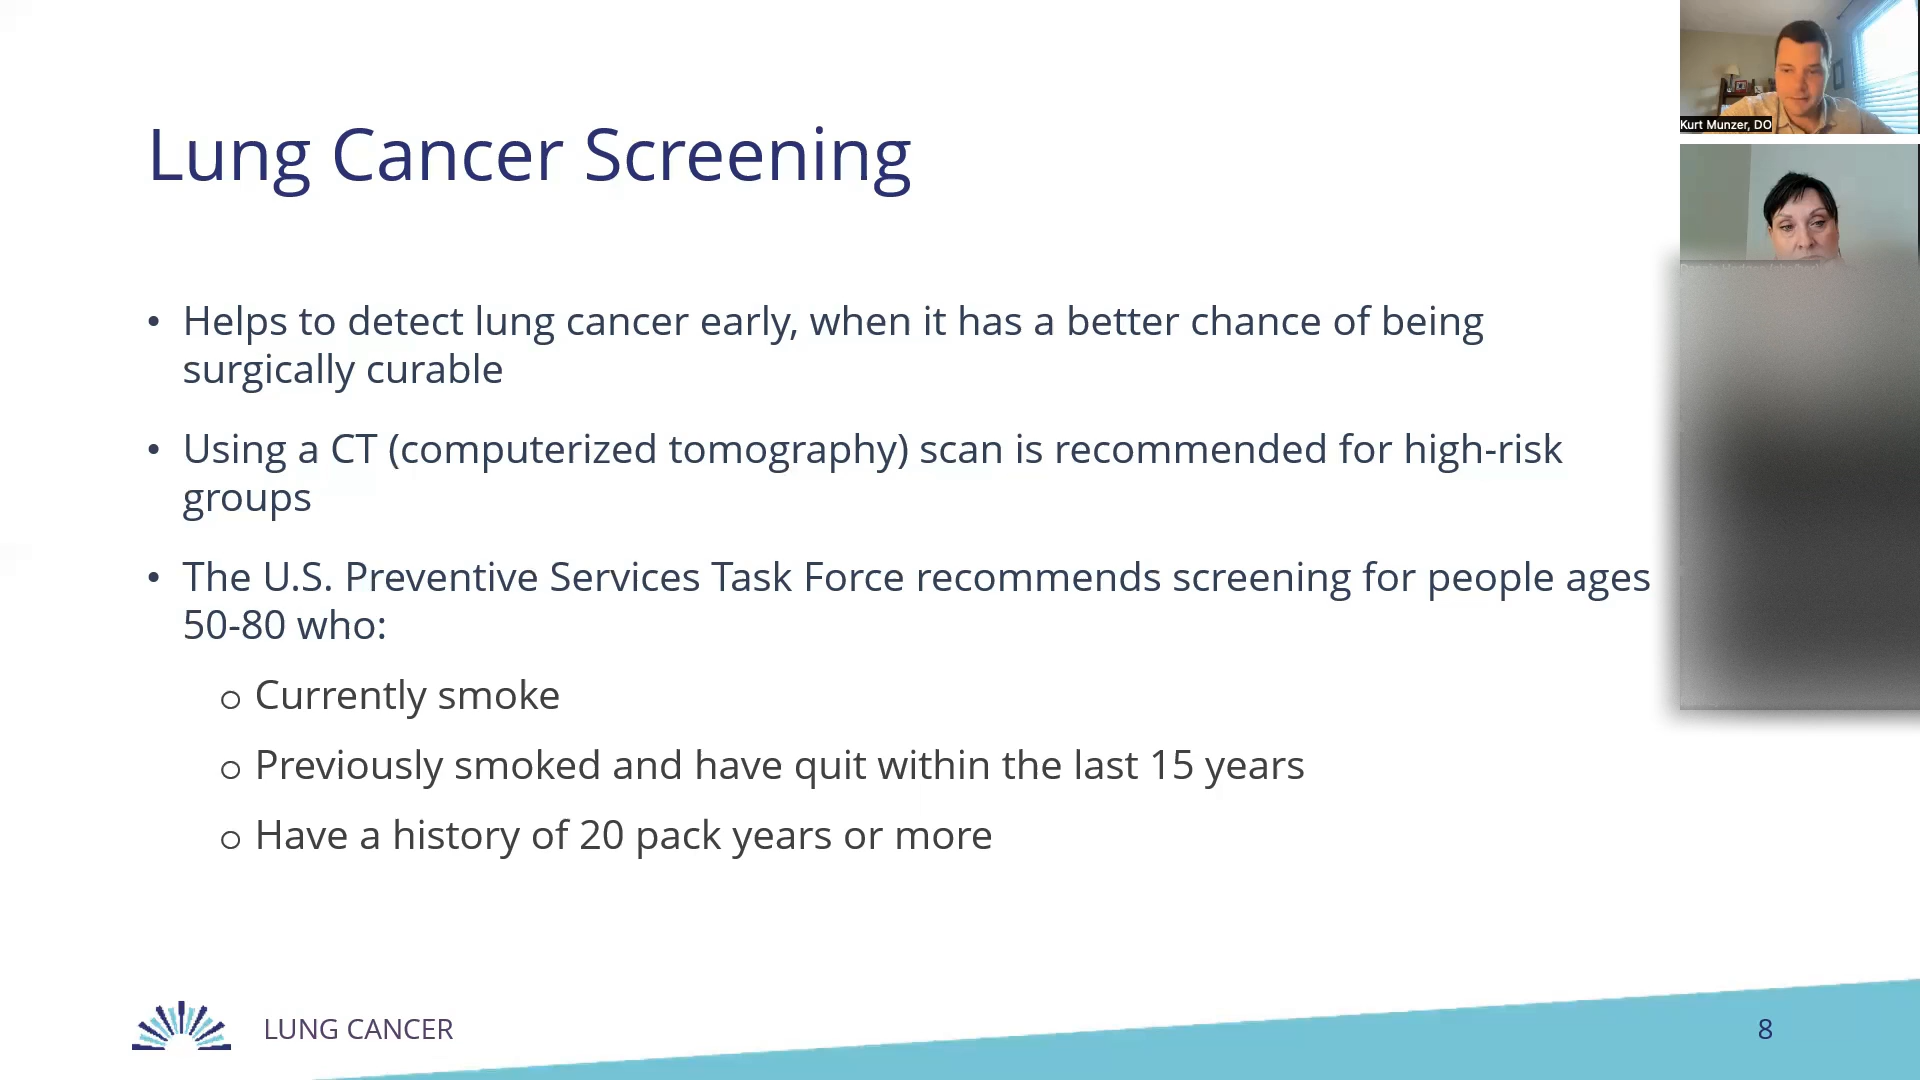 Lung Cancer Screening
• Helps to detect lung cancer early, when it has a better chance of being
surgically curable
• Using a CT (computerized tomography) scan is recommended for high-risk
groups
• The U.S. Preventive Services Task Force recommends screening for people ages
50-80 who:
o Currently smoke
o Previously smoked and have quit within the last 15 years
o Have a history of 20 pack years or more
LUNG CANCER
8
Kurt Munzer, DO